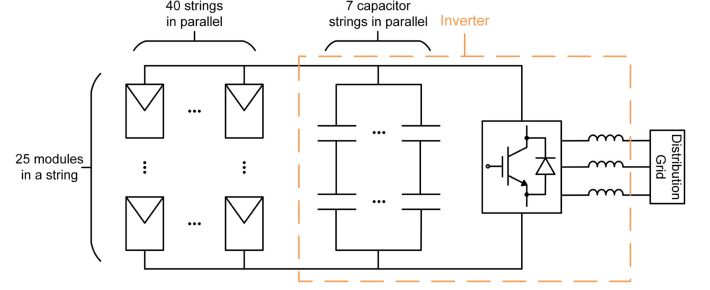 40 strings
in parallel
7 capacitor
strings in parallel
Inverter
25 modules
in a string
Distribution
Grid